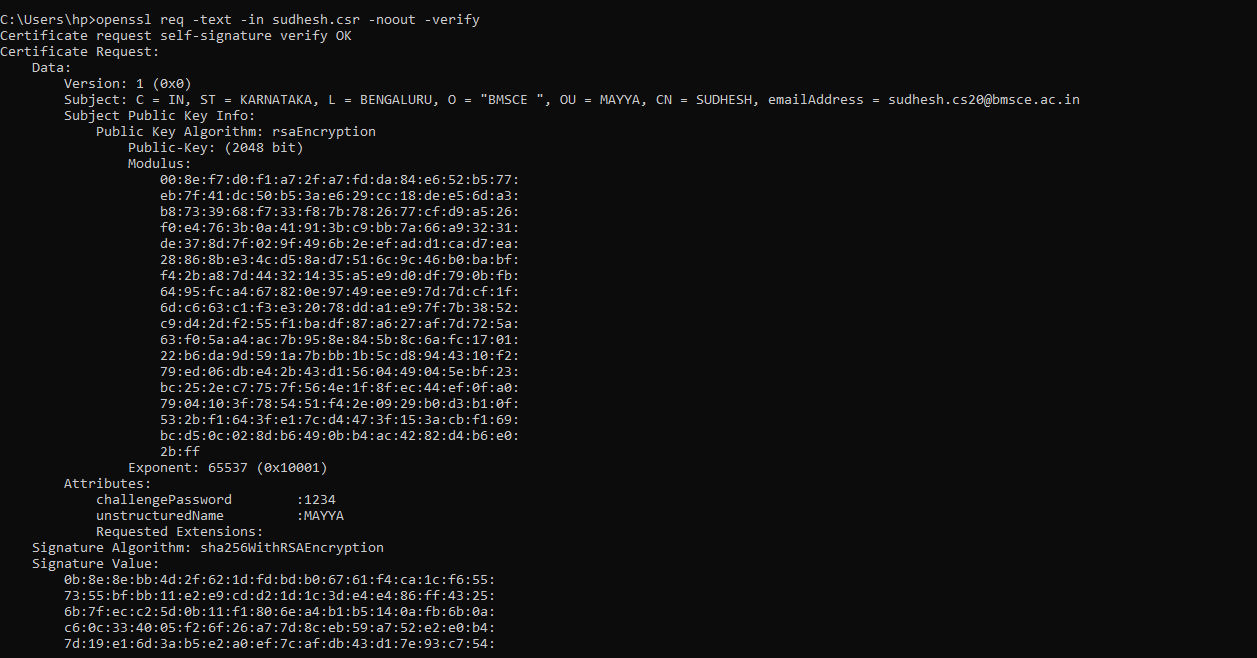 C:\Users\hp>openssl req -text -in sudhesh.csr -noout -verify
Certificate request self-signature verify OK
Certificate Request:
    Data:
        Version: 1 (0x0)
        Subject: C = IN, ST = KARNATAKA, L = BENGALURU, O = "BMSCE ", OU = MAYYA, CN = SUDHESH, emailAddress = sudhesh.cs20@bmsce.ac.in
        Subject Public Key Info:
            Public Key Algorithm: rsaEncryption
                Public-Key: (2048 bit)
                Modulus:
                    00:8e:f7:d0:f1:a7:2f:a7:fd:da:84:e6:52:b5:77:
                    eb:7f:41:dc:50:b5:3a:e6:29:cc:18:de:e5:6d:a3:
                    b8:73:39:68:f7:33:f8:7b:78:26:77:cf:d9:a5:26:
                    f0:e4:76:3b:0a:41:91:3b:c9:bb:7a:66:a9:32:31:
                    de:37:8d:7f:02:9f:49:6b:2e:ef:ad:d1:ca:d7:ea:
                    28:86:8b:e3:4c:d5:8a:d7:51:6c:9c:46:b0:ba:bf:
                    f4:2b:a8:7d:44:32:14:35:a5:e9:d0:df:79:0b:fb:
                    64:95:fc:a4:67:82:0e:97:49:ee:e9:7d:7d:cf:1f:
                    6d:c6:63:c1:f3:e3:20:78:dd:a1:e9:7f:7b:38:52:
                    c9:d4:2d:f2:55:f1:ba:df:87:a6:27:af:7d:72:5a:
                    63:f0:5a:a4:ac:7b:95:8e:84:5b:8c:6a:fc:17:01:
                    22:b6:da:9d:59:1a:7b:bb:1b:5c:d8:94:43:10:f2:
                    79:ed:06:db:e4:2b:43:d1:56:04:49:04:5e:bf:23:
                    bc:25:2e:c7:75:7f:56:4e:1f:8f:ec:44:ef:0f:a0:
                    79:04:10:3f:78:54:51:f4:2e:09:29:b0:d3:b1:0f:
                    53:2b:f1:64:3f:e1:7c:d4:47:3f:15:3a:cb:f1:69:
                    bc:d5:0c:02:8d:b6:49:0b:b4:ac:42:82:d4:b6:e0:
                    2b:ff
                Exponent: 65537 (0x10001)
        Attributes:
            challengePassword        :1234
            unstructuredName         :MAYYA
            Requested Extensions:
    Signature Algorithm: sha256WithRSAEncryption
    Signature Value:
        0b:8e:8e:bb:4d:2f:62:1d:fd:bd:b0:67:61:f4:ca:1c:f6:55:
        73:55:bf:bb:11:e2:e9:cd:d2:1d:1c:3d:e4:e4:86:ff:43:25:
        6b:7f:ec:c2:5d:0b:11:f1:80:6e:a4:b1:b5:14:0a:fb:6b:0a:
        c6:0c:33:40:05:f2:6f:26:a7:7d:8c:eb:59:a7:52:e2:e0:b4:
        7d:19:e1:6d:3a:b5:e2:a0:ef:7c:af:db:43:d1:7e:93:c7:54: